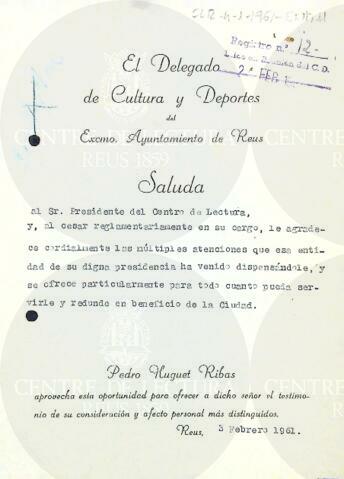 Registro nº 12-
El Delegado
de Cultura y Deportes
del
Excmo. Ayuntamiento de Reus
CENTRE DE LECTURA
REUS 1859
Saluda
al Sr. Presidente del Centro de Lectura,
y, al cesar reglamentariamente en su cargo, le agrade-
ce cordialmente las múltiples atenciones que esa enti-
dad de su digna presidencia ha venido dispensándole, y
se ofrece particularmente para todo cuanto pueda ser-
virle y redunde en beneficio de la Ciudad.
Pedro Huguet Ribas
aprovecha esta oportunidad para ofrecer a dicho señor el testimo-
nio de su consideración y afecto personal más distinguidos.
Reus, 3 Febrero 1961.